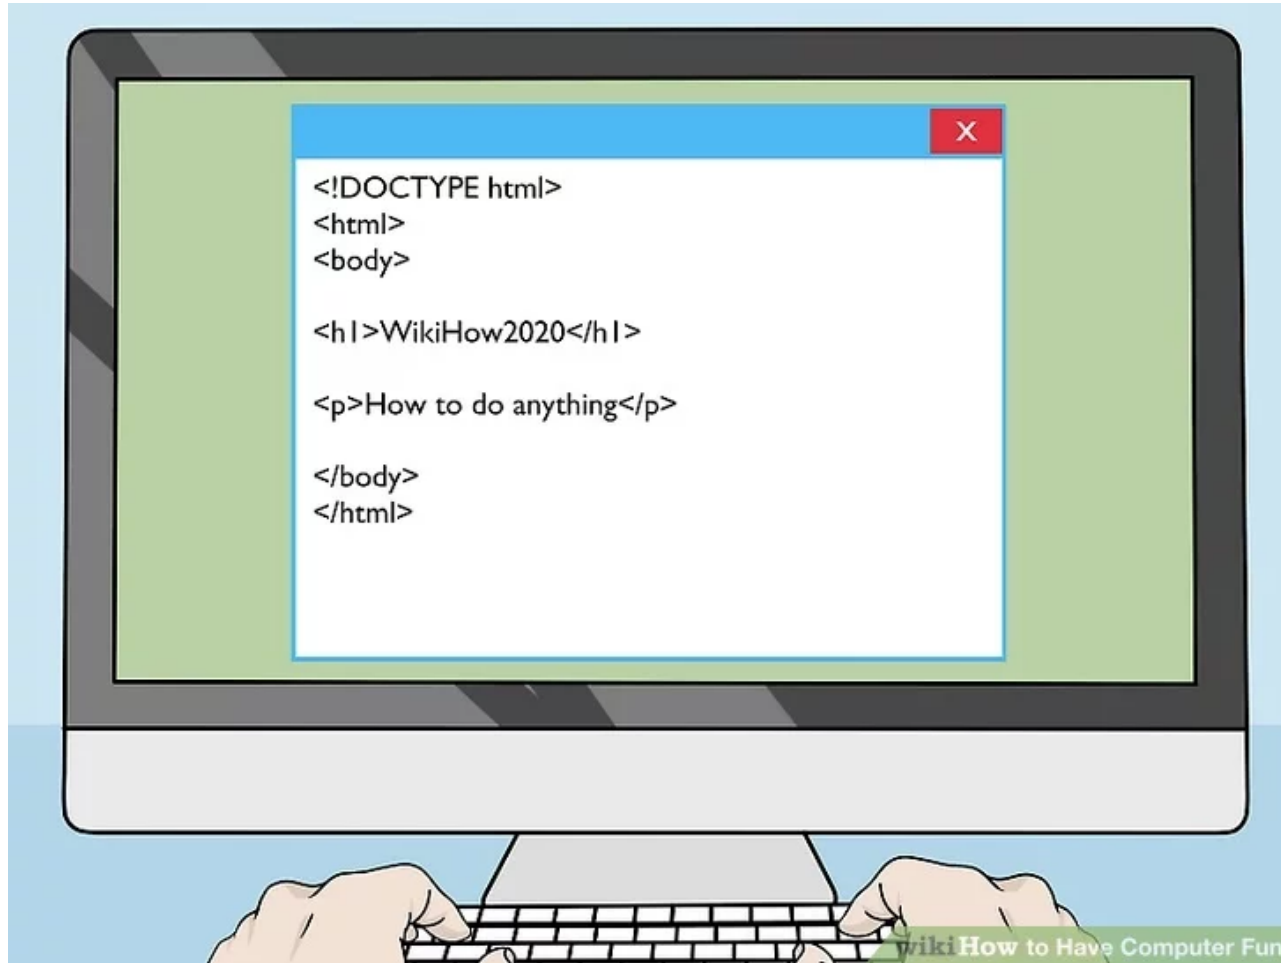 X
<!DOCTYPE html>
<html>
<body>
<h1>WikiHow2020</h1>
<p>How to do anything</p>
</body>
</html>
wikiHow to Have Computer Fun